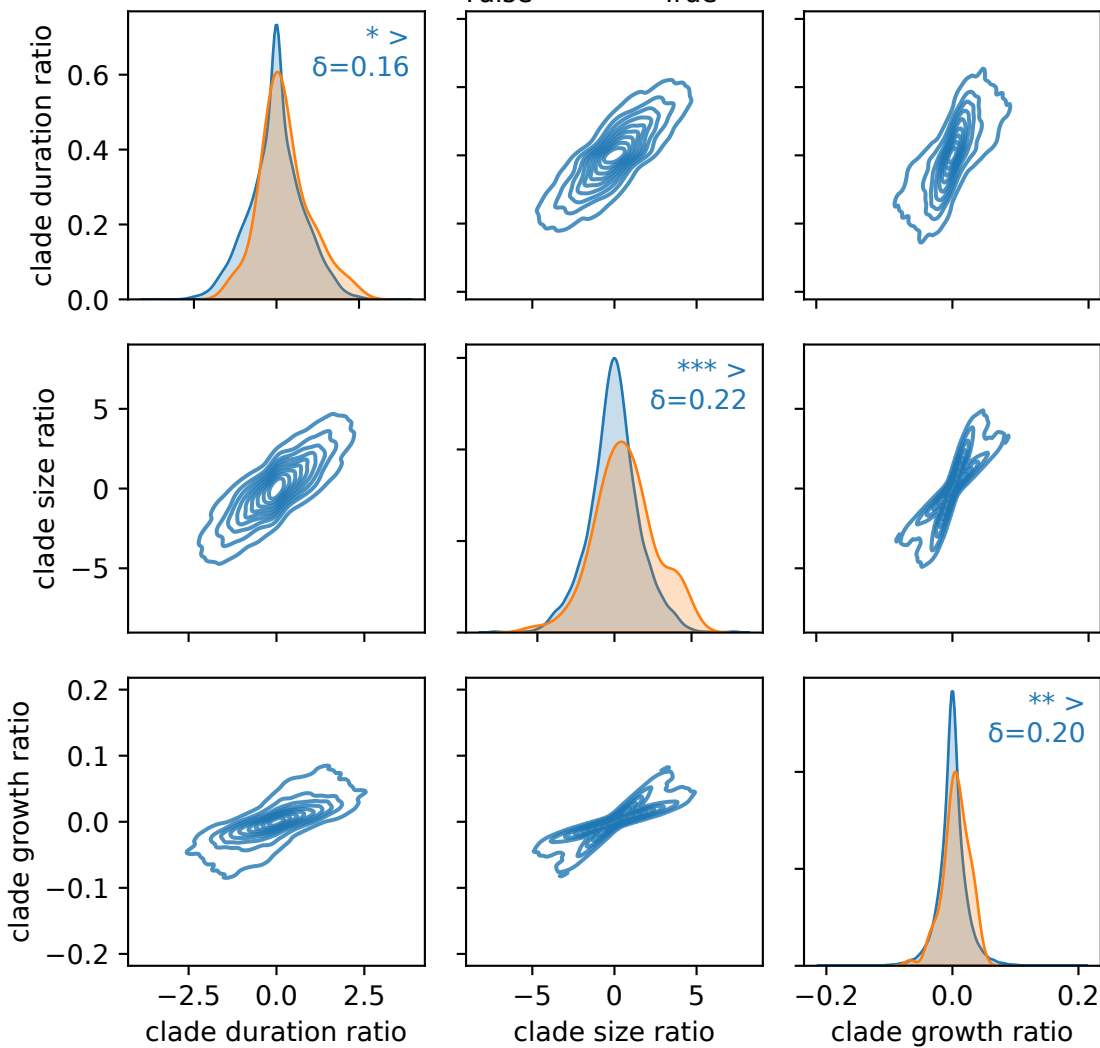 False True
clade duration ratio
0.6
0.4
0.2
0.0
* >
δ=0.16
clade size ratio
5
0
−5
*** >
δ=0.22
clade growth ratio
0.2
0.1
0.0
−0.1
−0.2
** >
δ=0.20
−2.5 0.0 2.5
−5 0 5
−0.2 0.0 0.2
clade duration ratio
clade size ratio
clade growth ratio